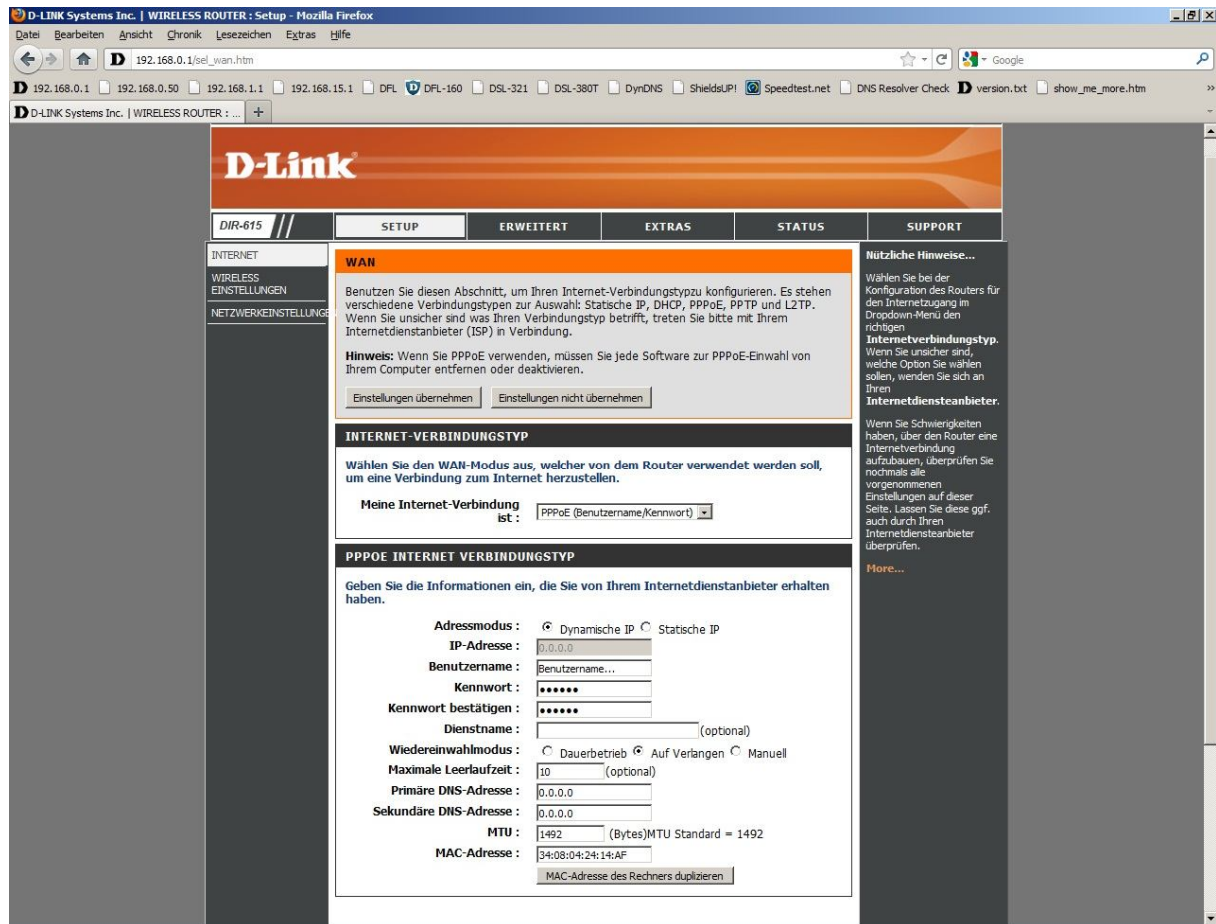 D-LINK Systems Inc. | WIRELESS ROUTER : Setup - Mozilla Firefox
Datei Bearbeiten Ansicht Chronik Lesezeichen Extras Hilfe
192.168.0.1/sel_wan.htm
Google
192.168.0.1 192.168.0.50 192.168.1.1 192.168.15.1 DFL DFL-160 DSL-321 DSL-380T DynDNS ShieldsUP! Speedtest.net DNS Resolver Check version.txt show_me_more.htm
D-LINK Systems Inc. | WIRELESS ROUTER : ...
D-Link
DIR-615
SETUP
ERWEITERT
EXTRAS
STATUS
SUPPORT
INTERNET
WIRELESS
EINSTELLUNGEN
NETZWERKEINSTELLUNGE
WAN
Benutzen Sie diesen Abschnitt, um Ihren Internet-Verbindungstypzu konfigurieren. Es stehen
verschiedene Verbindungstypen zur Auswahl: Statische IP, DHCP, PPPoE, PPTP und L2TP.
Wenn Sie unsicher sind was Ihren Verbindungstyp betrifft, treten Sie bitte mit Ihrem
Internetdienstanbieter (ISP) in Verbindung.
Hinweis: Wenn Sie PPPoE verwenden, müssen Sie jede Software zur PPPoE-Einwahl von
Ihrem Computer entfernen oder deaktivieren.
Einstellungen übernehmen
Einstellungen nicht übernehmen
INTERNET-VERBINDUNGSTYP
Wählen Sie den WAN-Modus aus, welcher von dem Router verwendet werden soll,
um eine Verbindung zum Internet herzustellen.
Meine Internet-Verbindung
ist : PPPoE (Benutzername/Kennwort)
PPPOE INTERNET VERBINDUNGSTYP
Geben Sie die Informationen ein, die Sie von Ihrem Internetdienstanbieter erhalten
haben.
Adressmodus : Dynamische IP Statische IP
IP-Adresse : 0.0.0.0
Benutzername : Benutzername...
Kennwort : ••••••
Kennwort bestätigen : ••••••
Dienstname : (optional)
Wiedereinwahlmodus : Dauerbetrieb Auf Verlangen Manuell
Maximale Leerlaufzeit : 10 (optional)
Primäre DNS-Adresse : 0.0.0.0
Sekundäre DNS-Adresse : 0.0.0.0
MTU : 1492 (Bytes)MTU Standard = 1492
MAC-Adresse : 34:08:04:24:14:AF
MAC-Adresse des Rechners duplizieren
Nützliche Hinweise...
Wählen Sie bei der
Konfiguration des Routers für
den Internetzugang im
Dropdown-Menü den
richtigen
Internetverbindungstyp.
Wenn Sie unsicher sind,
welche Option Sie wählen
sollen, wenden Sie sich an
Ihren
Internetdiensteanbieter.
Wenn Sie Schwierigkeiten
haben, über den Router eine
Internetverbindung
aufzubauen, überprüfen Sie
nochmals alle
vorgenommenen
Einstellungen auf dieser
Seite. Lassen Sie diese ggf.
auch durch Ihren
Internetdiensteanbieter
überprüfen.
More...